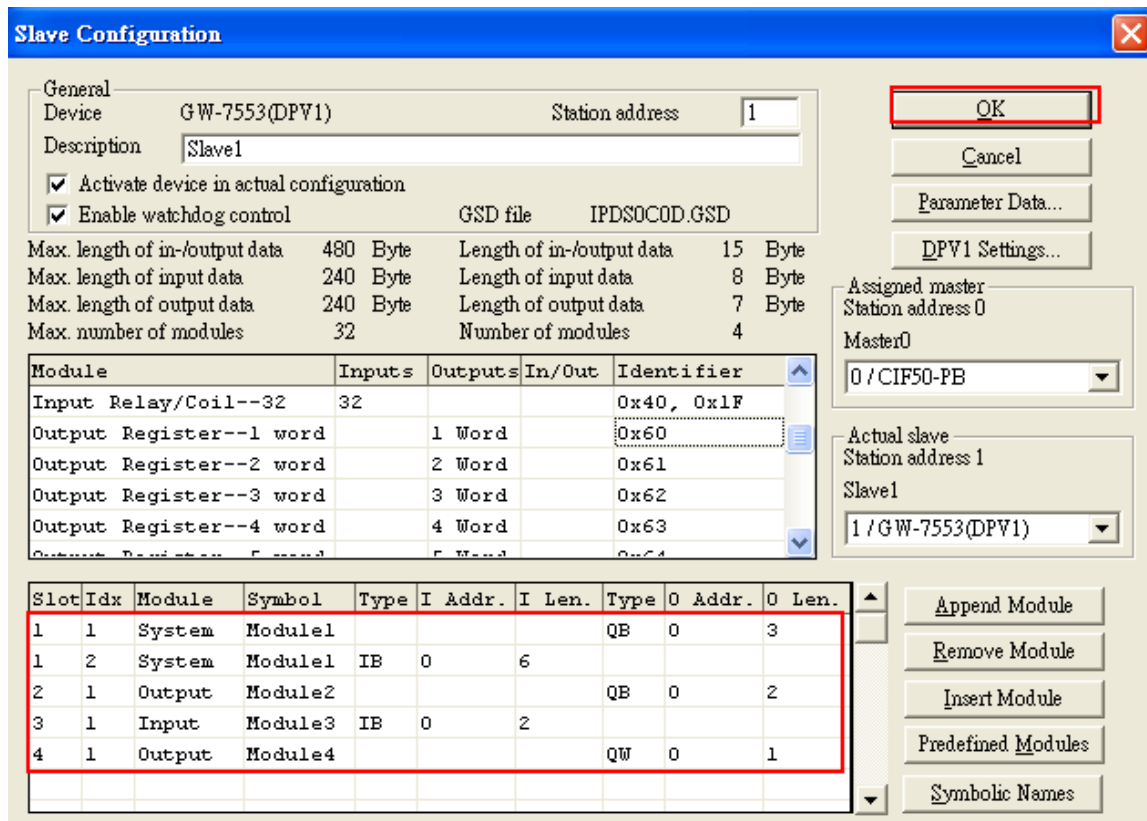 Slave Configuration
General
Device GW-7553(DPV1) Station address 1
Description Slave1
Activate device in actual configuration
Enable watchdog control GSD file IPDS0C0D.GSD
Max. length of in-/output data 480 Byte Length of in-/output data 15 Byte
Max. length of input data 240 Byte Length of input data 8 Byte
Max. length of output data 240 Byte Length of output data 7 Byte
Max. number of modules 32 Number of modules 4
OK
Cancel
Parameter Data...
DPV1 Settings...
Assigned master
Station address 0
Master0
0 / CIF50-PB
Actual slave
Station address 1
Slave1
1 / GW-7553(DPV1)
Module Inputs Outputs In/Out Identifier
Input Relay/Coil--32 32 0x40, 0x1F
Output Register--1 word 1 Word 0x60
Output Register--2 word 2 Word 0x61
Output Register--3 word 3 Word 0x62
Output Register--4 word 4 Word 0x63
Output Register--5 word 5 Word 0x64
Slot Idx Module Symbol Type I Addr. I Len. Type O Addr. O Len.
1 1 System Module1 QB 0 3
1 2 System Module1 IB 0 6
2 1 Output Module2 QB 0 2
3 1 Input Module3 IB 0 2
4 1 Output Module4 QW 0 1
Append Module
Remove Module
Insert Module
Predefined Modules
Symbolic Names